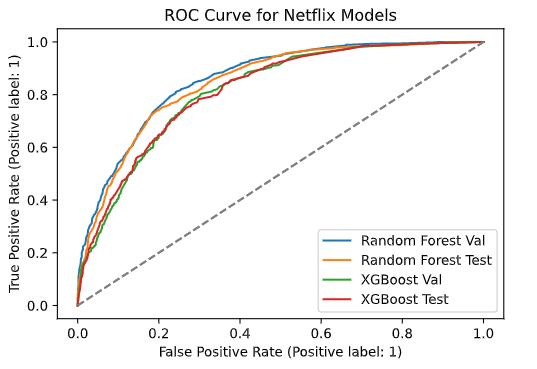 ROC Curve for Netflix Models
True Positive Rate (Positive label: 1)
1.0
0.8
0.6
0.4
0.2
0.0
Random Forest Val
Random Forest Test
XGBoost Val
XGBoost Test
0.0 0.2 0.4 0.6 0.8 1.0
False Positive Rate (Positive label: 1)